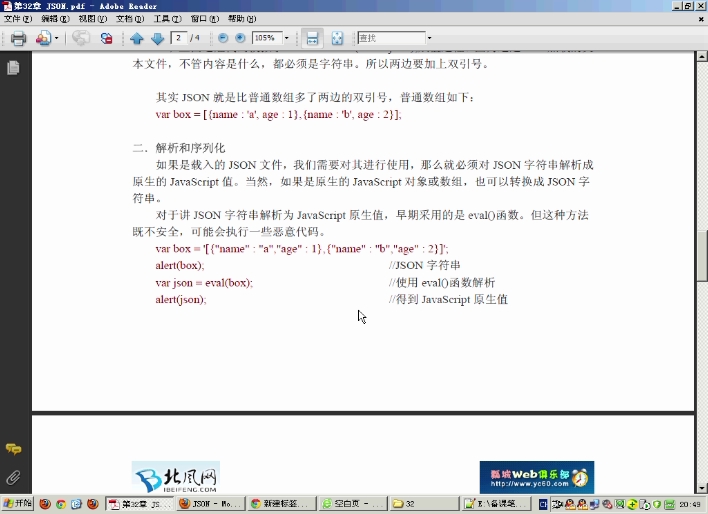 第32章 JSON.pdf - Adobe Reader
文件(F) 编辑(E) 视图(V) 文档(D) 工具(T) 窗口(W) 帮助(H)
2 / 4 105% 查找
本文件，不管内容是什么，都必须是字符串。所以两边要加上双引号。
其实 JSON 就是比普通数组多了两边的双引号，普通数组如下：
var box = [{name : 'a', age : 1},{name : 'b', age : 2}];
二．解析和序列化
如果是载入的 JSON 文件，我们需要对其进行使用，那么就必须对 JSON 字符串解析成
原生的 JavaScript 值。当然，如果是原生的 JavaScript 对象或数组，也可以转换成 JSON 字
符串。
对于讲 JSON 字符串解析为 JavaScript 原生值，早期采用的是 eval()函数。但这种方法
既不安全，可能会执行一些恶意代码。
var box = '[{"name" : "a","age" : 1},{"name" : "b","age" : 2}]';
alert(box); //JSON 字符串
var json = eval(box); //使用 eval()函数解析
alert(json); //得到 JavaScript 原生值
北风网
IBEIFENG.COM
瓢城Web俱乐部
http://www.yc60.com
开始 第32章 JS... JSON - Mo... 新建标签... 空白页 - ... 32 E:\备课笔... 20:49